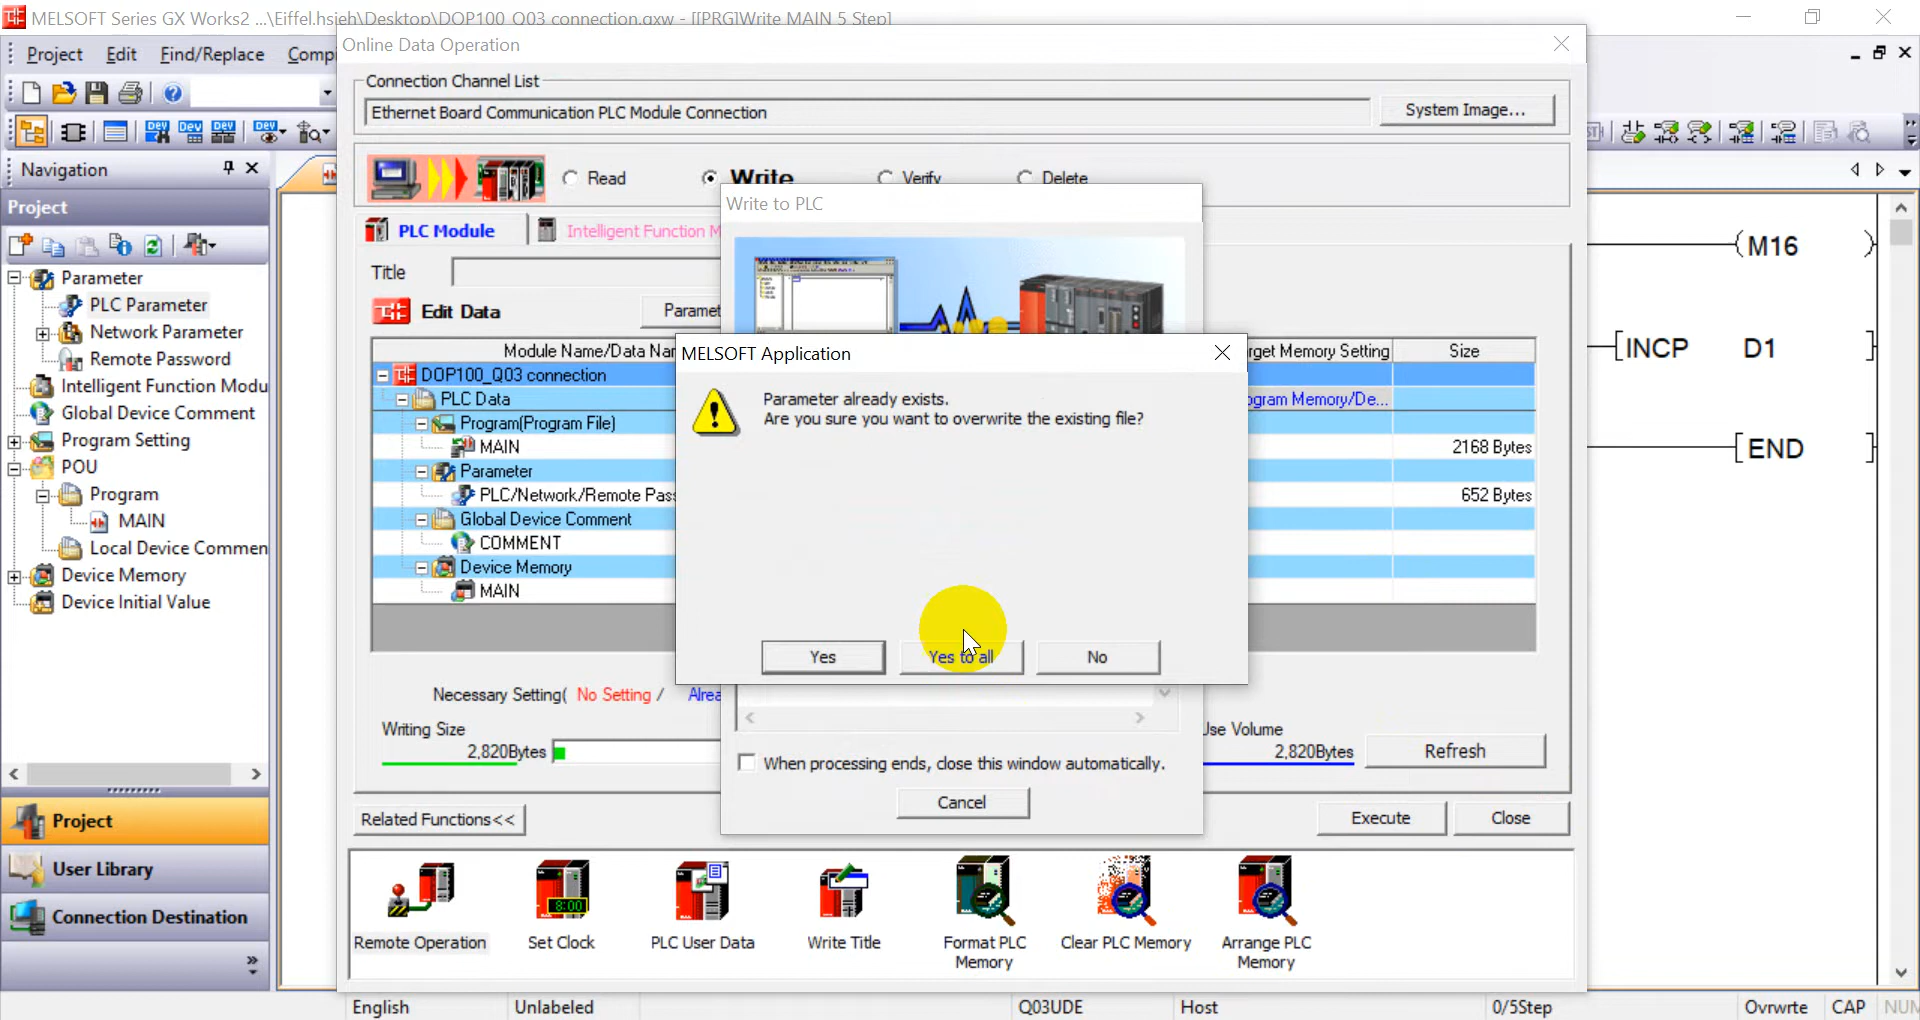 MELSOFT Series GX Works2 ...\Eiffel.hsieh\Desktop\DOP100_Q03 connection.gxw - [[PRG]Write MAIN 5 Step]
Project Edit Find/Replace
Online Data Operation
Connection Channel List
Ethernet Board Communication PLC Module Connection
System Image...
Navigation
Project
Parameter
PLC Parameter
Network Parameter
Remote Password
Intelligent Function Modu
Global Device Comment
Program Setting
POU
Program
MAIN
Local Device Commen
Device Memory
Device Initial Value
Project
User Library
Connection Destination
Read
Write
Verify
Delete
PLC Module
Intelligent Function M
Title
Edit Data
Paramet
Module Name/Data Nar
rget Memory Setting
Size
DOP100_Q03 connection
PLC Data
ogram Memory/De...
Program(Program File)
MAIN
2168 Bytes
Parameter
PLC/Network/Remote Pas
652 Bytes
Global Device Comment
COMMENT
Device Memory
MAIN
Necessary Setting( No Setting / Alrea
Writing Size
2,820Bytes
Use Volume
2,820Bytes
Refresh
Related Functions<<
Execute
Close
Write to PLC
MELSOFT Application
Parameter already exists.
Are you sure you want to overwrite the existing file?
Yes
Yes to all
No
When processing ends, close this window automatically.
Cancel
Remote Operation
Set Clock
PLC User Data
Write Title
Format PLC
Memory
Clear PLC Memory
Arrange PLC
Memory
M16
INCP D1
END
English
Unlabeled
Q03UDE
Host
0/5Step
Ovrwrte
CAP
NUM